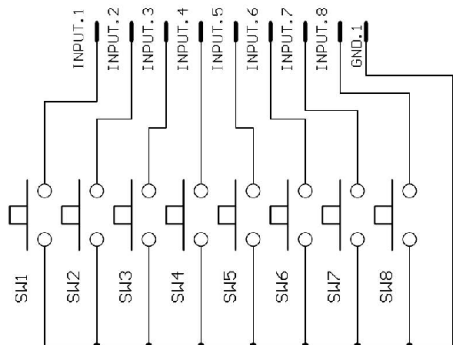 INPUT.1
INPUT.2
INPUT.3
INPUT.4
INPUT.5
INPUT.6
INPUT.7
INPUT.8
GND.1
SW1
SW2
SW3
SW4
SW5
SW6
SW7
SW8